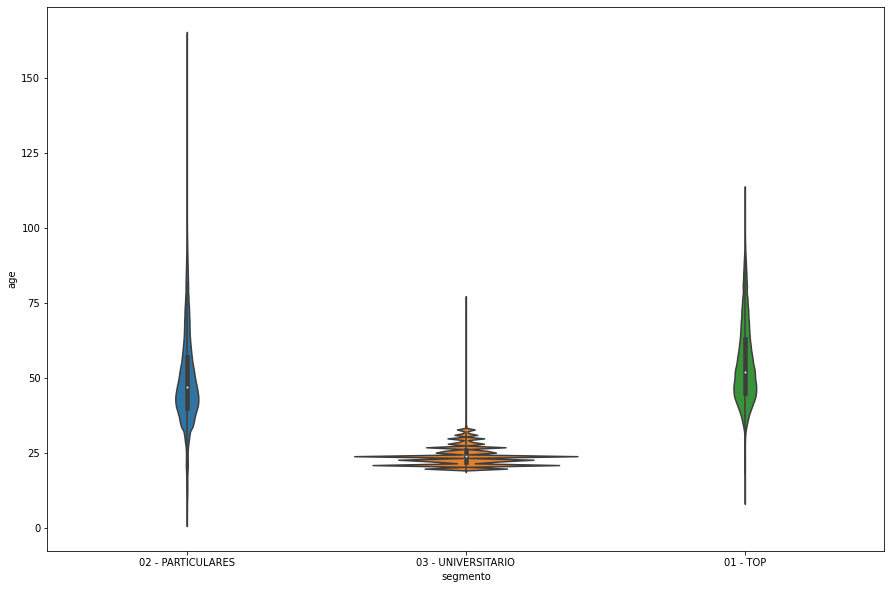 150
125
100
75
50
25
0
age
02 - PARTICULARES
03 - UNIVERSITARIO
01 - TOP
segmento